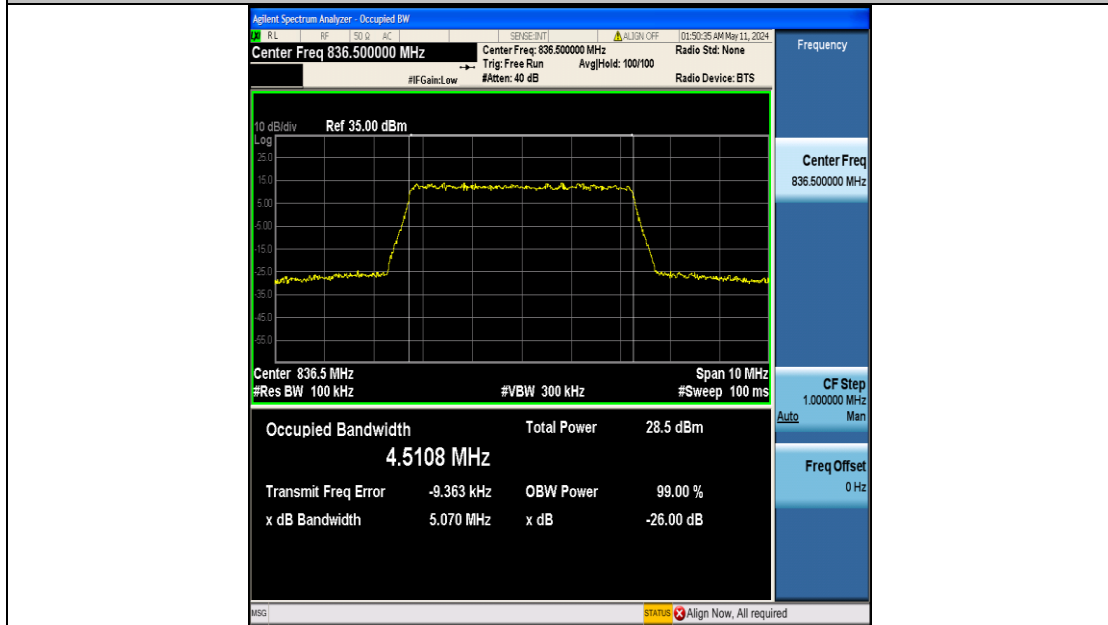 Agilent Spectrum Analyzer - Occupied BW
RL RF 50 Ω AC SENSE:INT ALIGN OFF 01:50:35 AM May 11, 2024
Center Freq 836.500000 MHz
Center Freq: 836.500000 MHz Radio Std: None
Trig: Free Run Avg|Hold: 100/100
#IFGain:Low #Atten: 40 dB Radio Device: BTS
Frequency
10 dB/div Ref 35.00 dBm
Log
25.0
15.0
5.00
-5.00
-15.0
-25.0
-35.0
-45.0
-55.0
Center Freq
836.500000 MHz
Center 836.5 MHz Span 10 MHz
#Res BW 100 kHz #VBW 300 kHz #Sweep 100 ms
CF Step
1.000000 MHz
Auto Man
Occupied Bandwidth Total Power 28.5 dBm
4.5108 MHz
Transmit Freq Error -9.363 kHz OBW Power 99.00 %
x dB Bandwidth 5.070 MHz x dB -26.00 dB
Freq Offset
0 Hz
MSG STATUS Align Now, All required